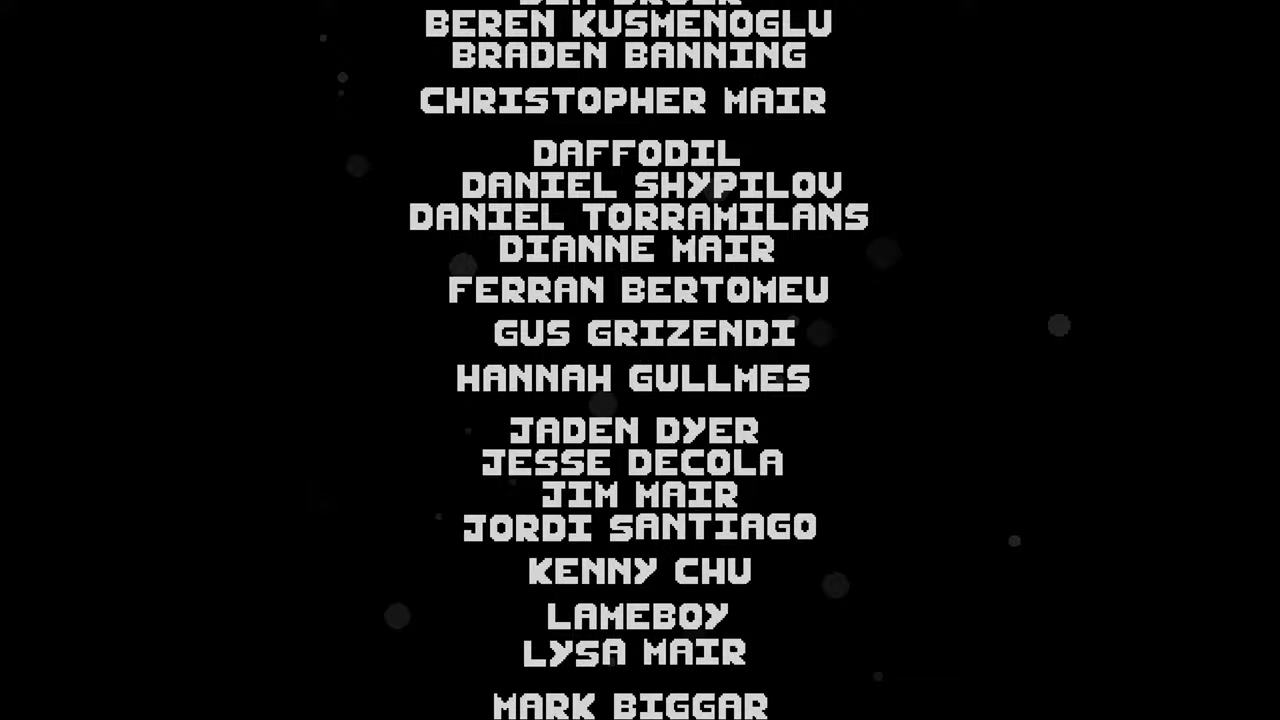 BEREN KUSMENOGLU
BRADEN BANNING
CHRISTOPHER MAIR
DAFFODIL
DANIEL SHYPILOV
DANIEL TORRAMILANS
DIANNE MAIR
FERRAN BERTOMEU
GUS GRIZENDI
HANNAH GULLMES
JADEN DYER
JESSE DECOLA
JIM MAIR
JORDI SANTIAGO
KENNY CHU
LAMEBOY
LYSA MAIR
MARK BIGGAR